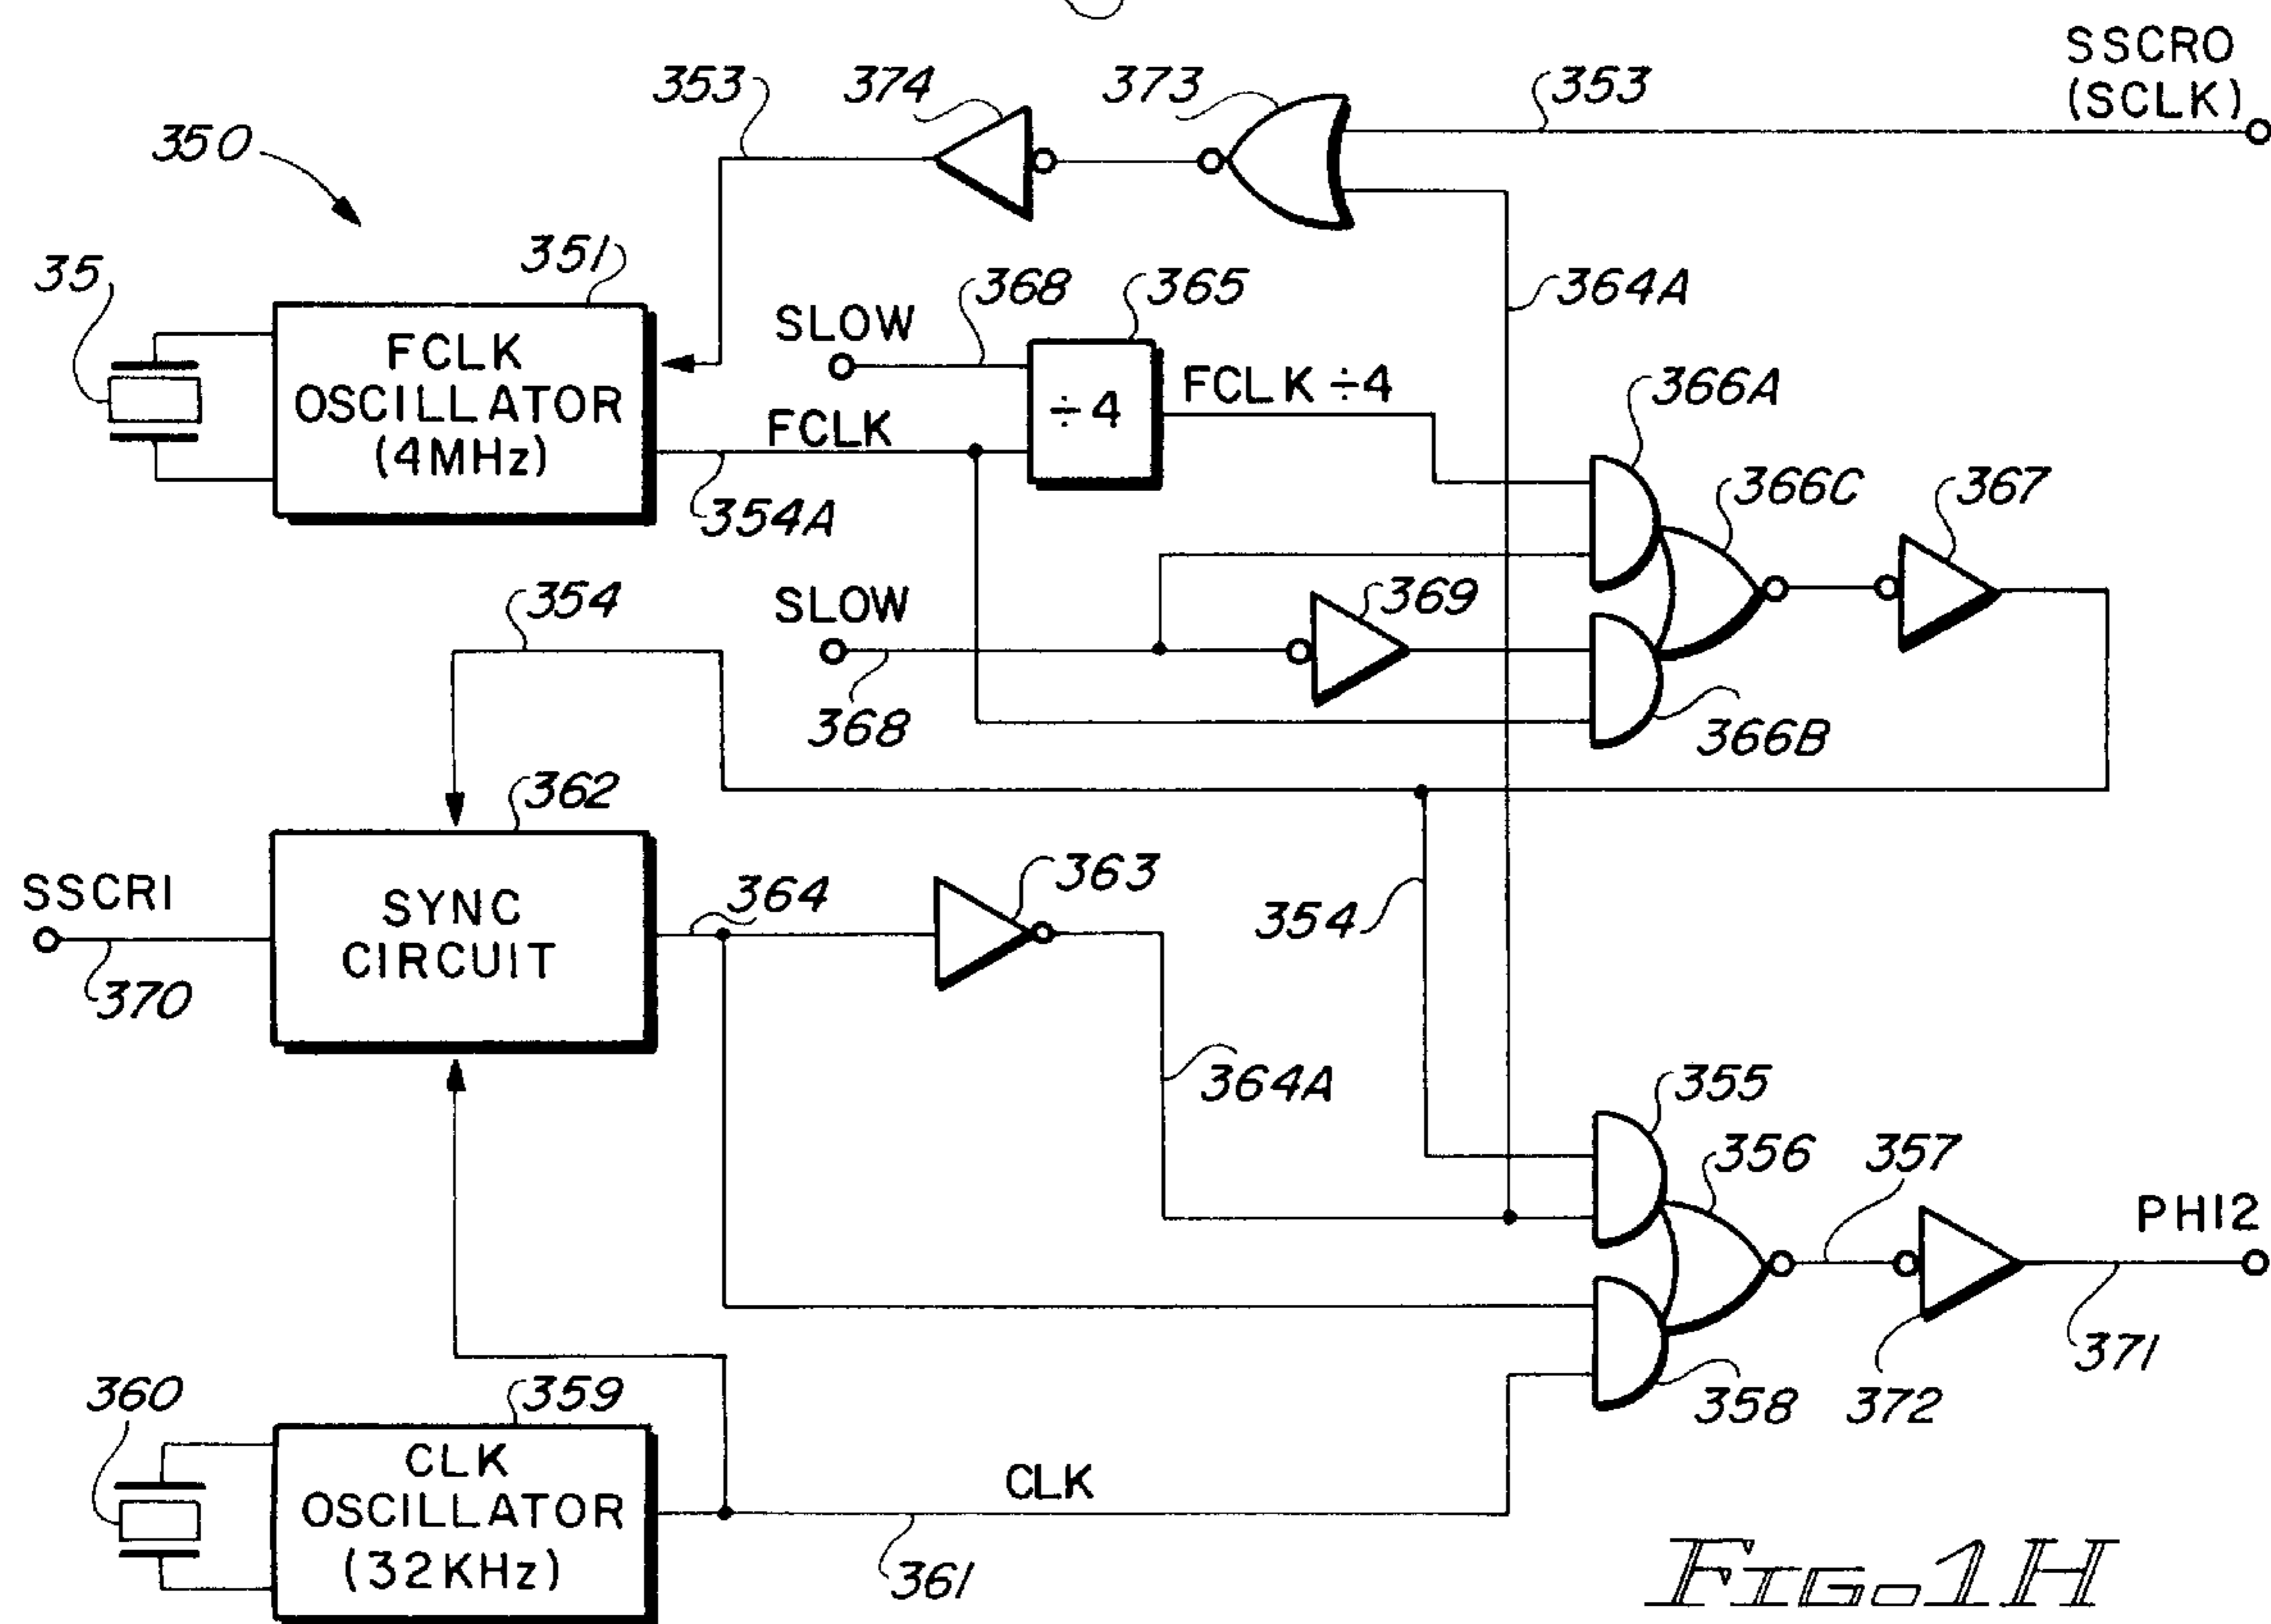 SSCRO
(SCLK)
353
374
373
353
350
35
351
FCLK
OSCILLATOR
(4MHz)
SLOW
368
365
364A
÷4
FCLK÷4
FCLK
354A
366A
366C
367
354
SLOW
369
368
366B
362
SSCRI
370
SYNC
CIRCUIT
364
363
354
364A
355
356
357
PHI2
371
372
358
360
359
CLK
OSCILLATOR
(32KHz)
CLK
361
FIG. 1H